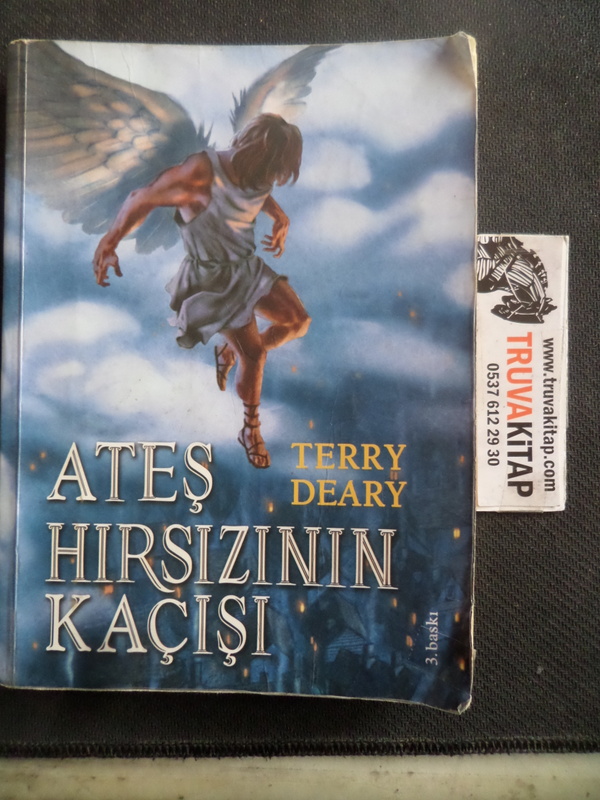 ATEŞ
HIRSIZININ
KAÇIŞI
TERRY
DEARY
3. baskı
www.truvakitap.com
TRUVAKiTAP
0537 612 29 30